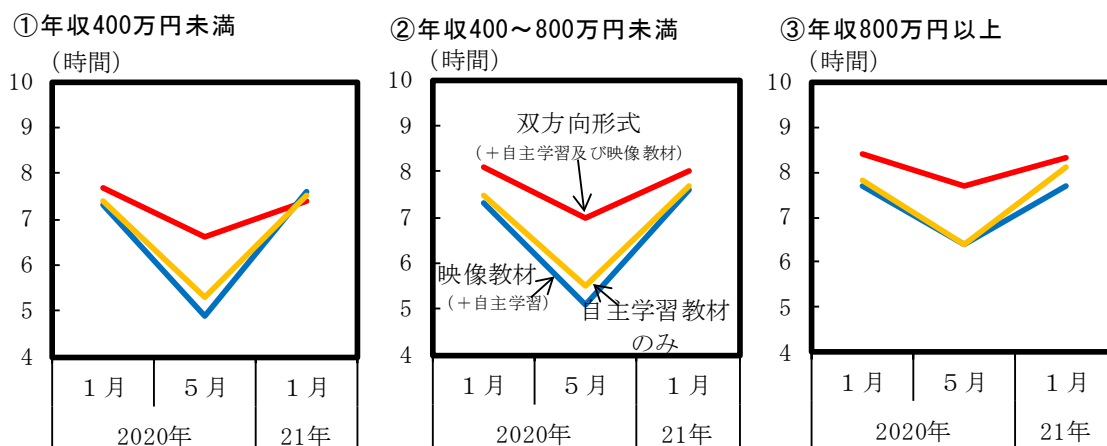 ①年収400万円未満
(時間)
10
9
8
7
6
5
4
1月
5月
1月
2020年
21年
②年収400～800万円未満
(時間)
10
9
8
7
6
5
4
双方向形式
(＋自主学習及び映像教材)
映像教材
(＋自主学習)
自主学習教材
のみ
1月
5月
1月
2020年
21年
③年収800万円以上
(時間)
10
9
8
7
6
5
4
1月
5月
1月
2020年
21年